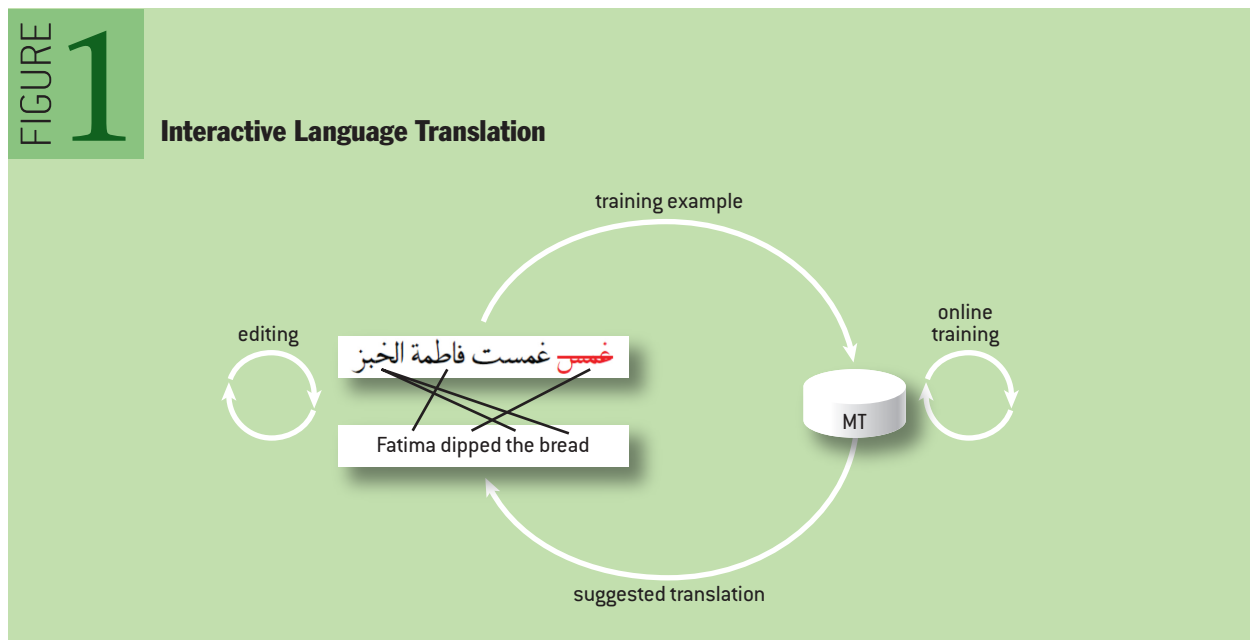 FIGURE
1
Interactive Language Translation
training example
editing
online
training
غمس غمست فاطمة الخبز
MT
Fatima dipped the bread
suggested translation